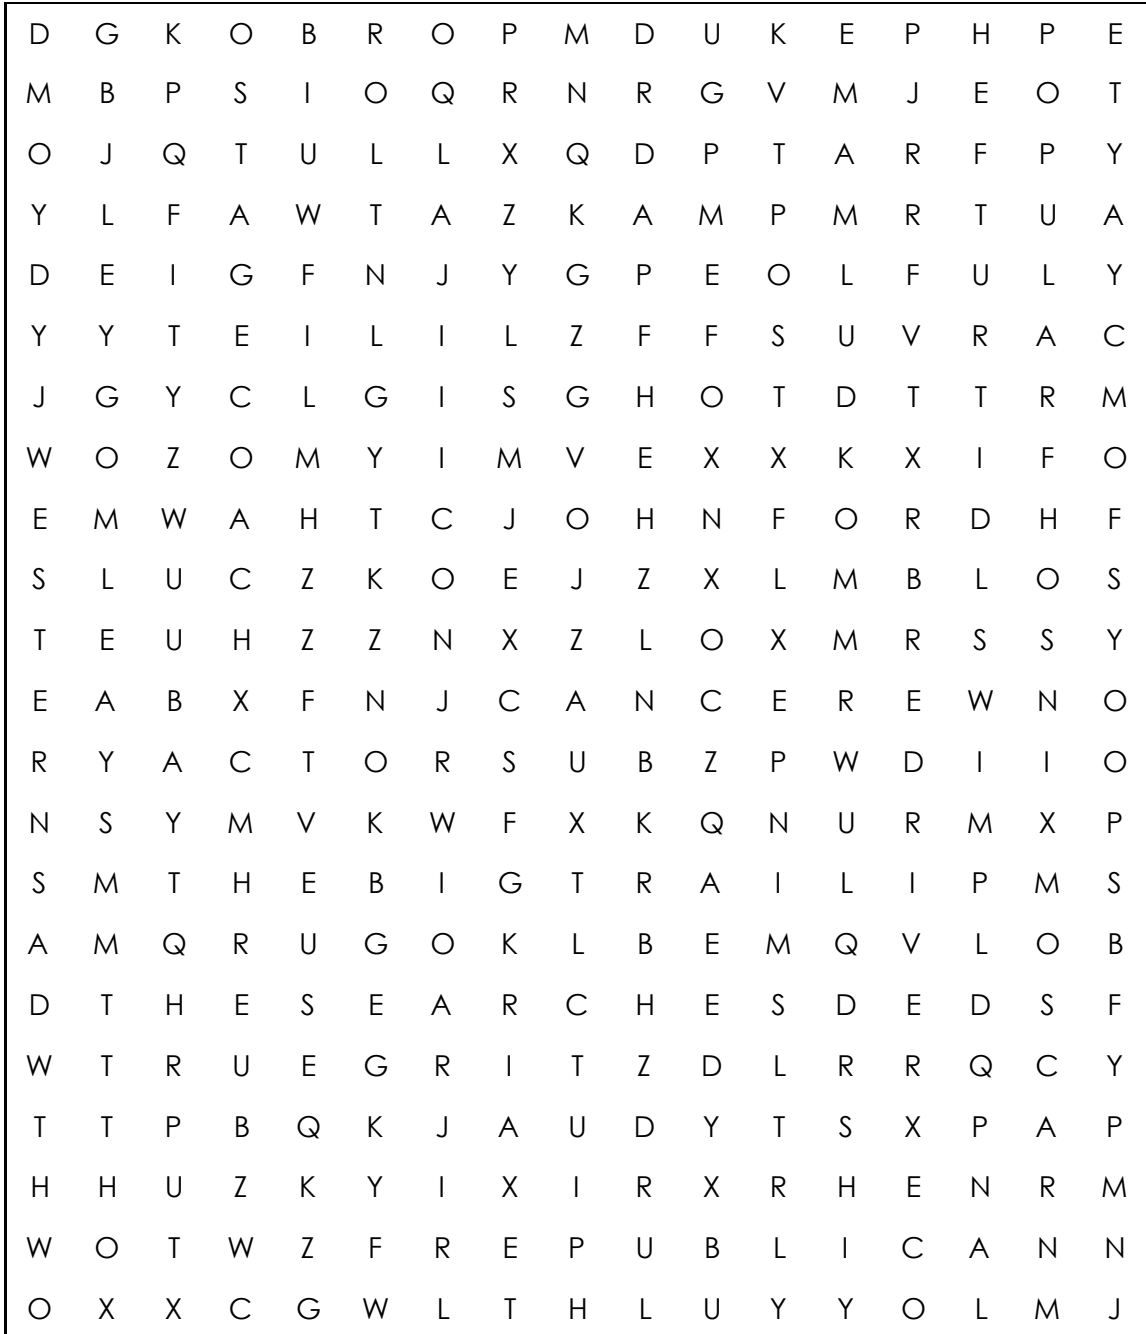 D G K O B R O P M D U K E P H P E
M B P S I O Q R N R G V M J E O T
O J Q T U L L X Q D P T A R F P Y
Y L F A W T A Z K A M P M R T U A
D E I G F N J Y G P E O L F U L Y
Y Y T E I L I L Z F F S U V R A C
J G Y C L G I S G H O T D T T R M
W O Z O M Y I M V E X X K X I F O
E M W A H T C J O H N F O R D H F
S L U C Z K O E J Z X L M B L O S
T E U H Z Z N X Z L O X M R S S Y
E A B X F N J C A N C E R E W N O
R Y A C T O R S U B Z P W D I I O
N S Y M V K W F X K Q N U R M X P
S M T H E B I G T R A I L I P M S
A M Q R U G O K L B E M Q V L O B
D T H E S E A R C H E S D E D S F
W T R U E G R I T Z D L R R Q C Y
T T P B Q K J A U D Y T S X P A P
H H U Z K Y I X I R X R H E N R M
W O T W Z F R E P U B L I C A N N
O X X C G W L T H L U Y Y O L M J